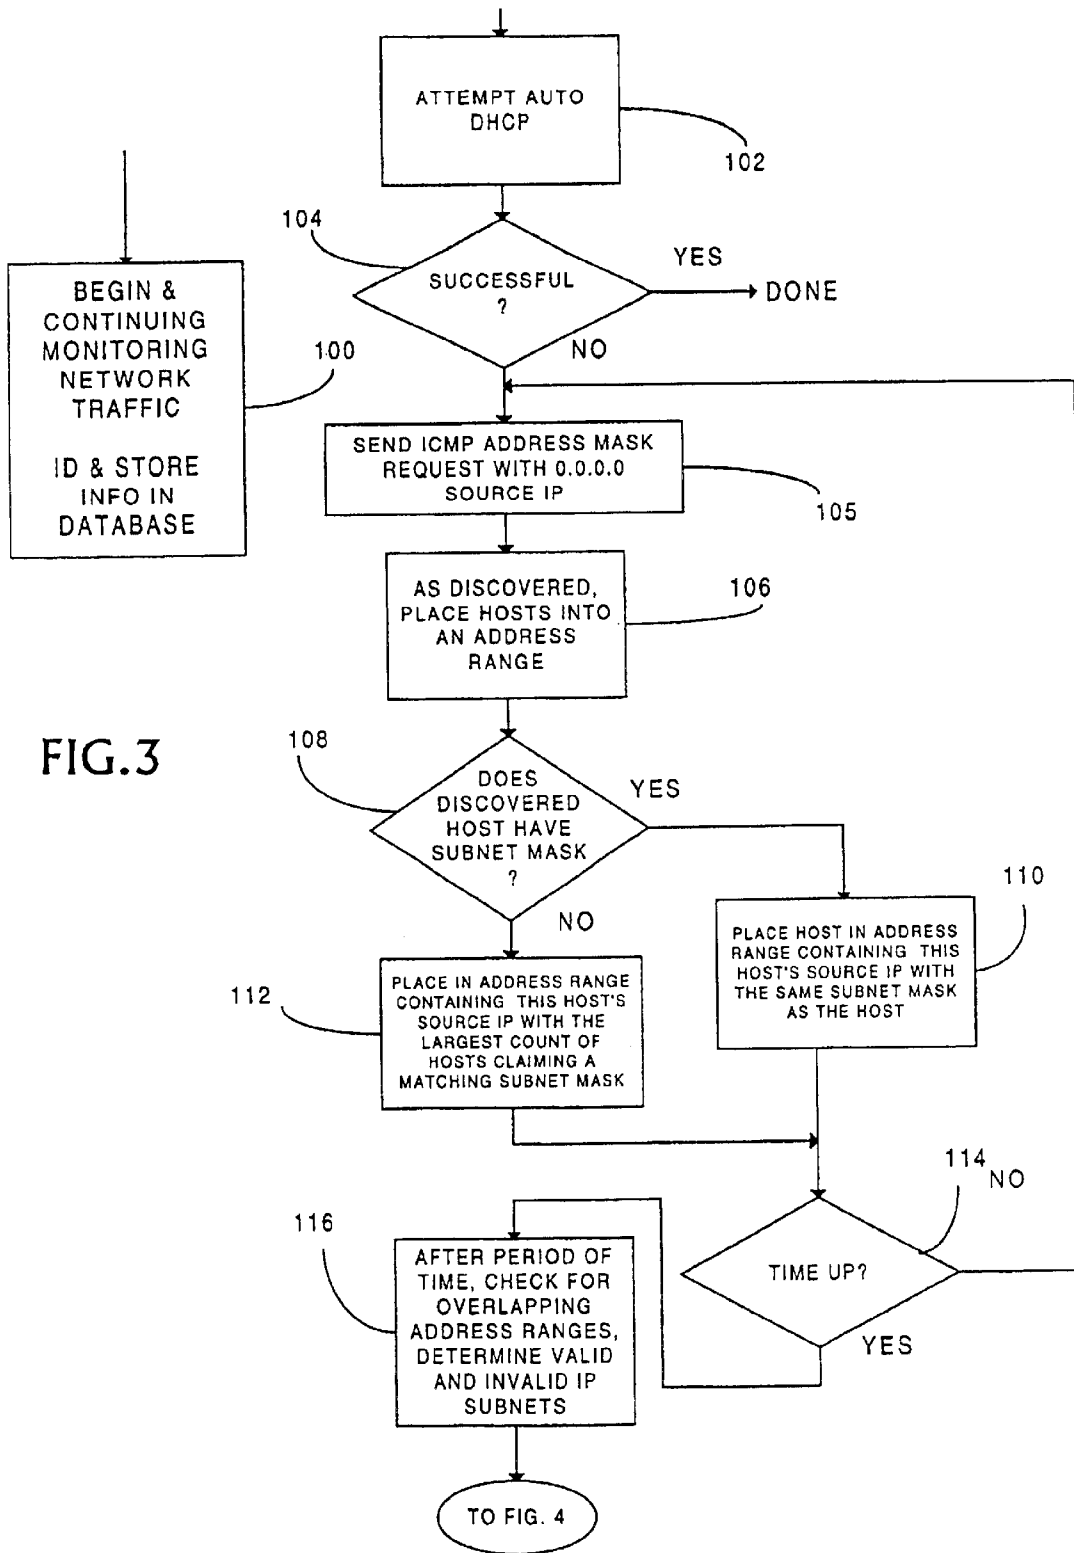 ATTEMPT AUTO
DHCP
102
104
SUCCESSFUL
?
YES
DONE
NO
BEGIN &
CONTINUING
MONITORING
NETWORK
TRAFFIC
ID & STORE
INFO IN
DATABASE
100
SEND ICMP ADDRESS MASK
REQUEST WITH 0.0.0.0
SOURCE IP
105
AS DISCOVERED,
PLACE HOSTS INTO
AN ADDRESS
RANGE
106
FIG.3
108
DOES
DISCOVERED
HOST HAVE
SUBNET MASK
?
YES
NO
110
PLACE HOST IN ADDRESS
RANGE CONTAINING THIS
HOST'S SOURCE IP WITH
THE SAME SUBNET MASK
AS THE HOST
112
PLACE IN ADDRESS RANGE
CONTAINING THIS HOST'S
SOURCE IP WITH THE
LARGEST COUNT OF
HOSTS CLAIMING A
MATCHING SUBNET MASK
114
NO
TIME UP?
YES
116
AFTER PERIOD OF
TIME, CHECK FOR
OVERLAPPING
ADDRESS RANGES,
DETERMINE VALID
AND INVALID IP
SUBNETS
TO FIG. 4